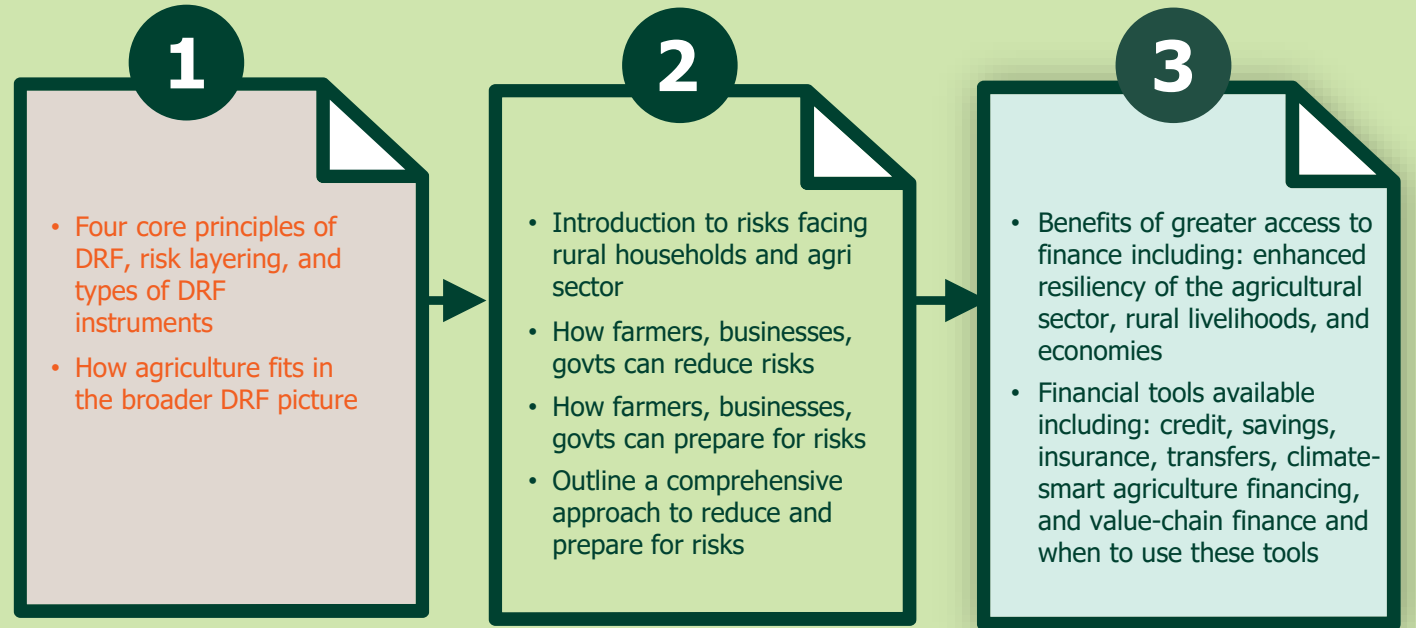 1
• Four core principles of
DRF, risk layering, and
types of DRF
instruments
• How agriculture fits in
the broader DRF picture
2
• Introduction to risks facing
rural households and agri
sector
• How farmers, businesses,
govts can reduce risks
• How farmers, businesses,
govts can prepare for risks
• Outline a comprehensive
approach to reduce and
prepare for risks
3
• Benefits of greater access to
finance including: enhanced
resiliency of the agricultural
sector, rural livelihoods, and
economies
• Financial tools available
including: credit, savings,
insurance, transfers, climate-
smart agriculture financing,
and value-chain finance and
when to use these tools